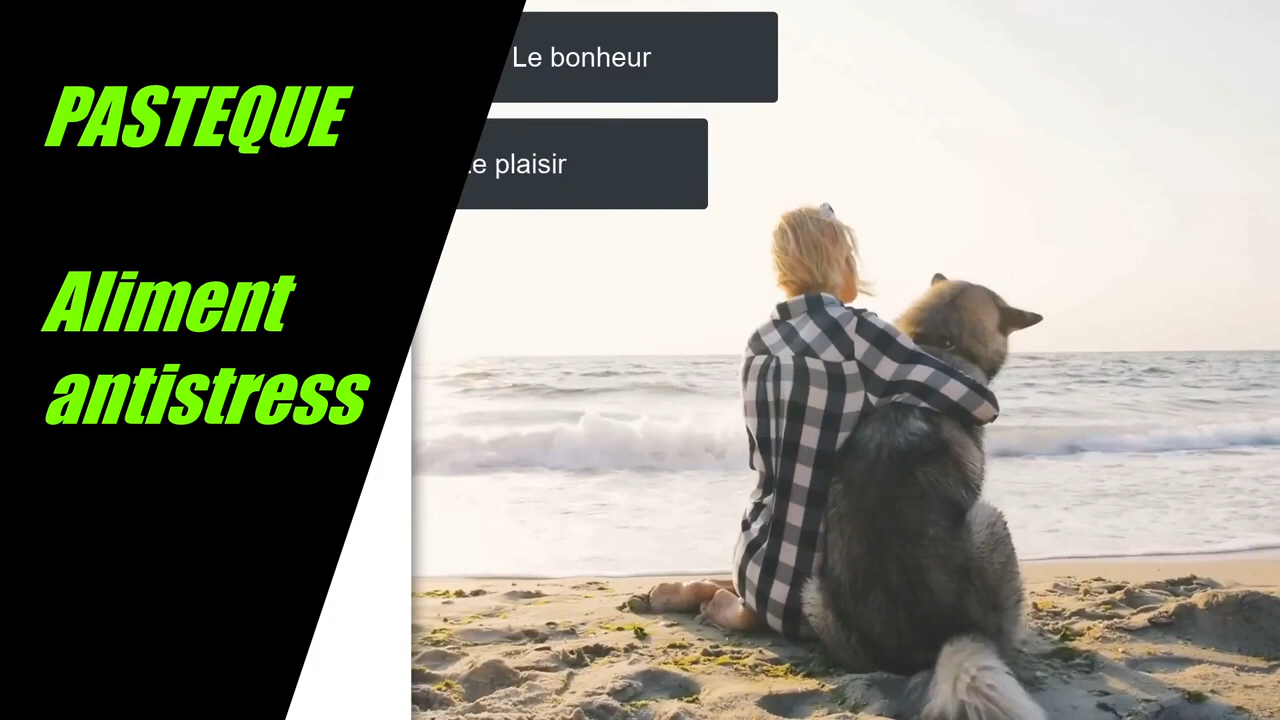 PASTEQUE
Aliment
antistress
Le bonheur
Le plaisir